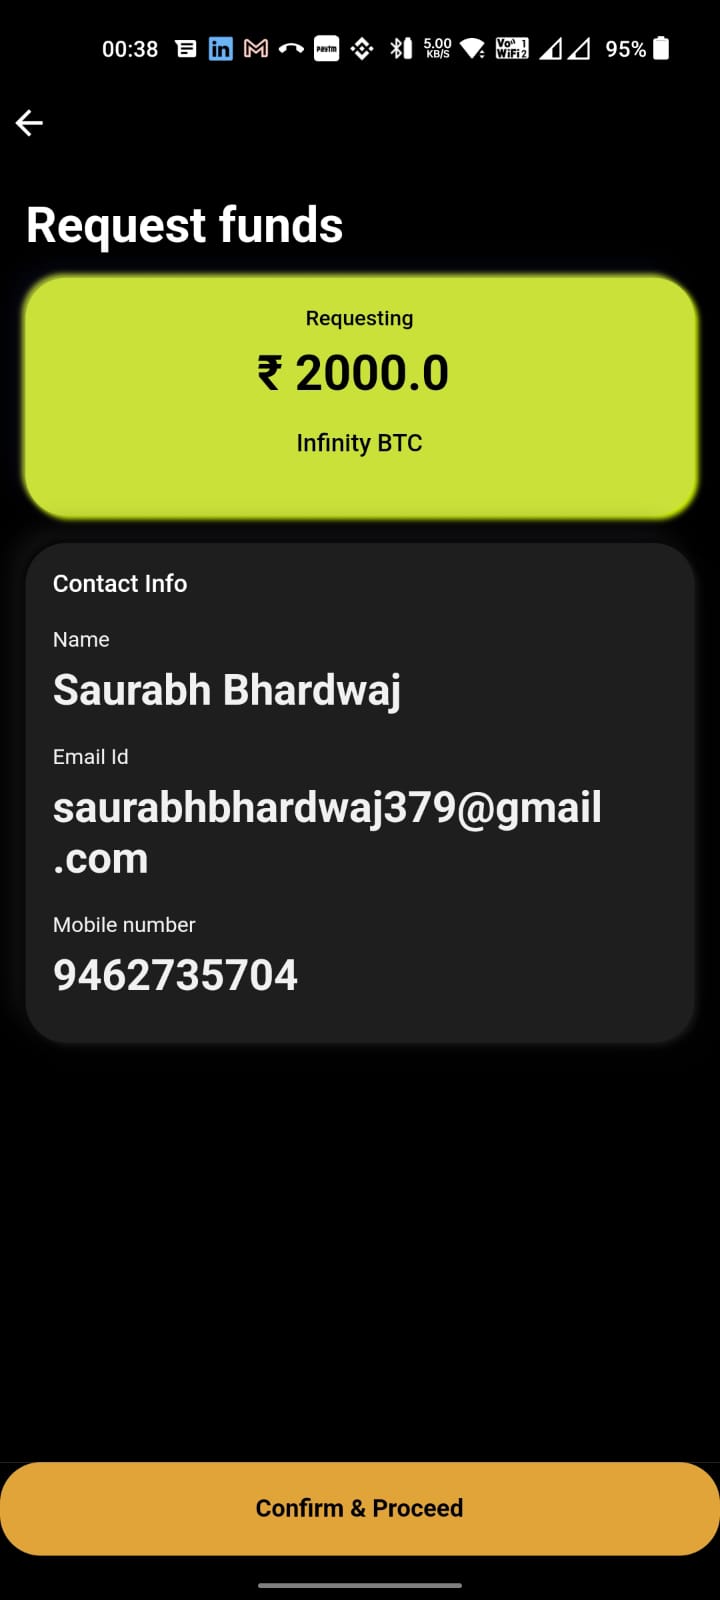 00:38 in M Paytm 5.00 KB/S Vo 1 WiFi 2 95%
Request funds
Requesting
₹ 2000.0
Infinity BTC
Contact Info
Name
Saurabh Bhardwaj
Email Id
saurabhbhardwaj379@gmail
.com
Mobile number
9462735704
Confirm & Proceed